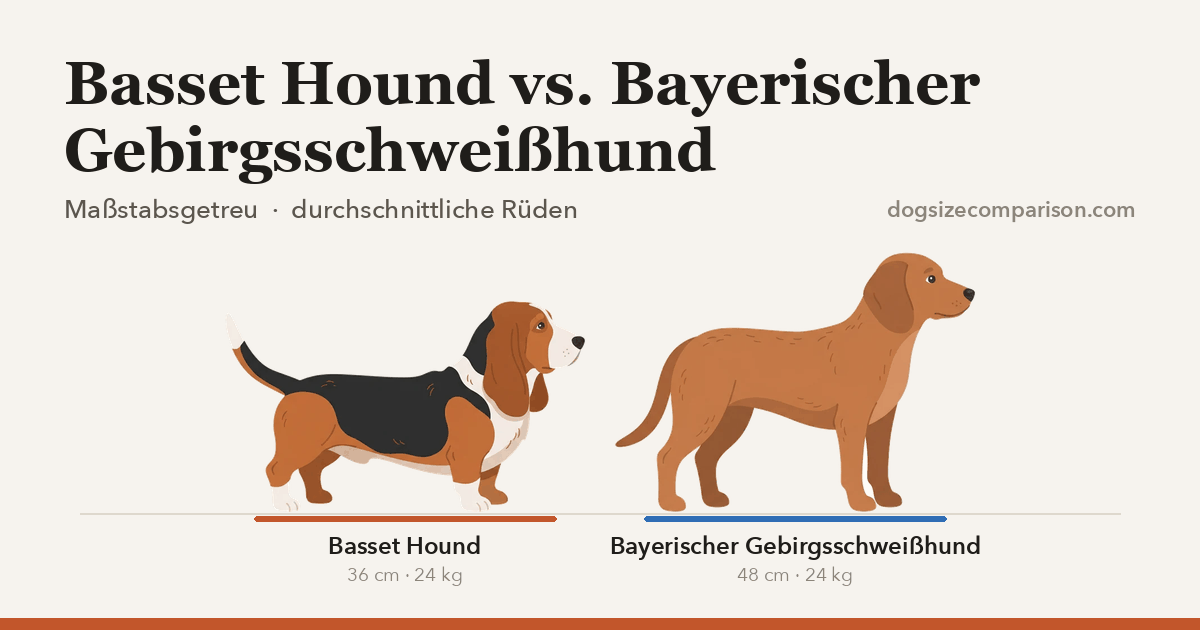 Basset Hound vs. Bayerischer
Gebirgsschweißhund
Maßstabsgetreu · durchschnittliche Rüden
dogsizecomparison.com
Basset Hound
36 cm · 24 kg
Bayerischer Gebirgsschweißhund
48 cm · 24 kg